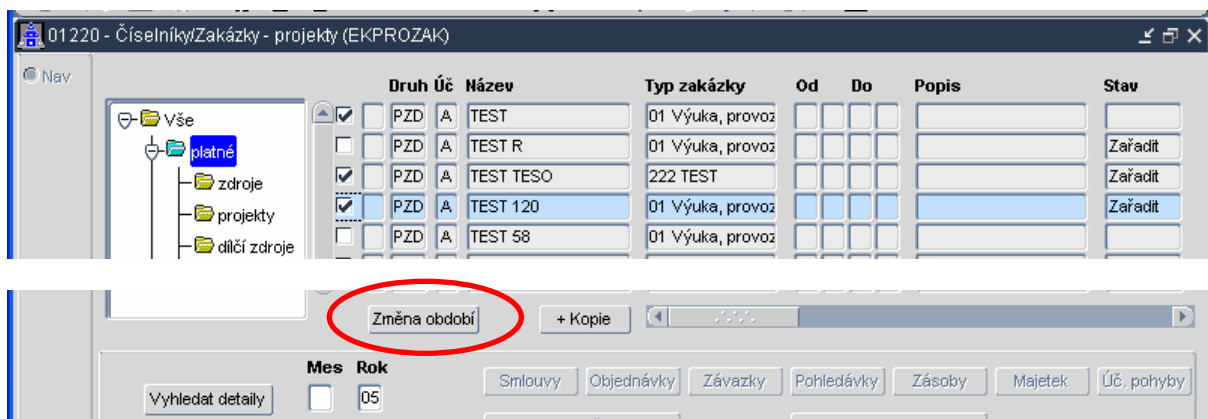 01220 - Číselníky/Zakázky - projekty (EKPROZAK)
Nav
Druh Úč Název Typ zakázky Od Do Popis Stav
Vše
platné
zdroje
projekty
dílčí zdroje
PZD A TEST 01 Výuka, provoz
PZD A TEST R 01 Výuka, provoz Zařadit
PZD A TEST TESO 222 TEST Zařadit
PZD A TEST 120 01 Výuka, provoz Zařadit
PZD A TEST 58 01 Výuka, provoz
Změna období + Kopie
Mes Rok
Vyhledat detaily 05
Smlouvy Objednávky Závazky Pohledávky Zásoby Majetek Úč. pohyby